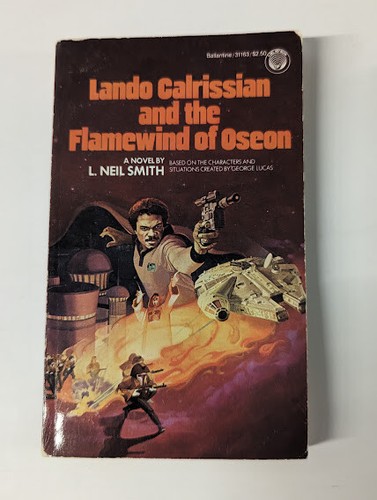 Ballantine/31163/$2.50
Lando Calrissian
and the
Flamewind of Oseon
A NOVEL BY
L. NEIL SMITH
BASED ON THE CHARACTERS AND
SITUATIONS CREATED BY GEORGE LUCAS